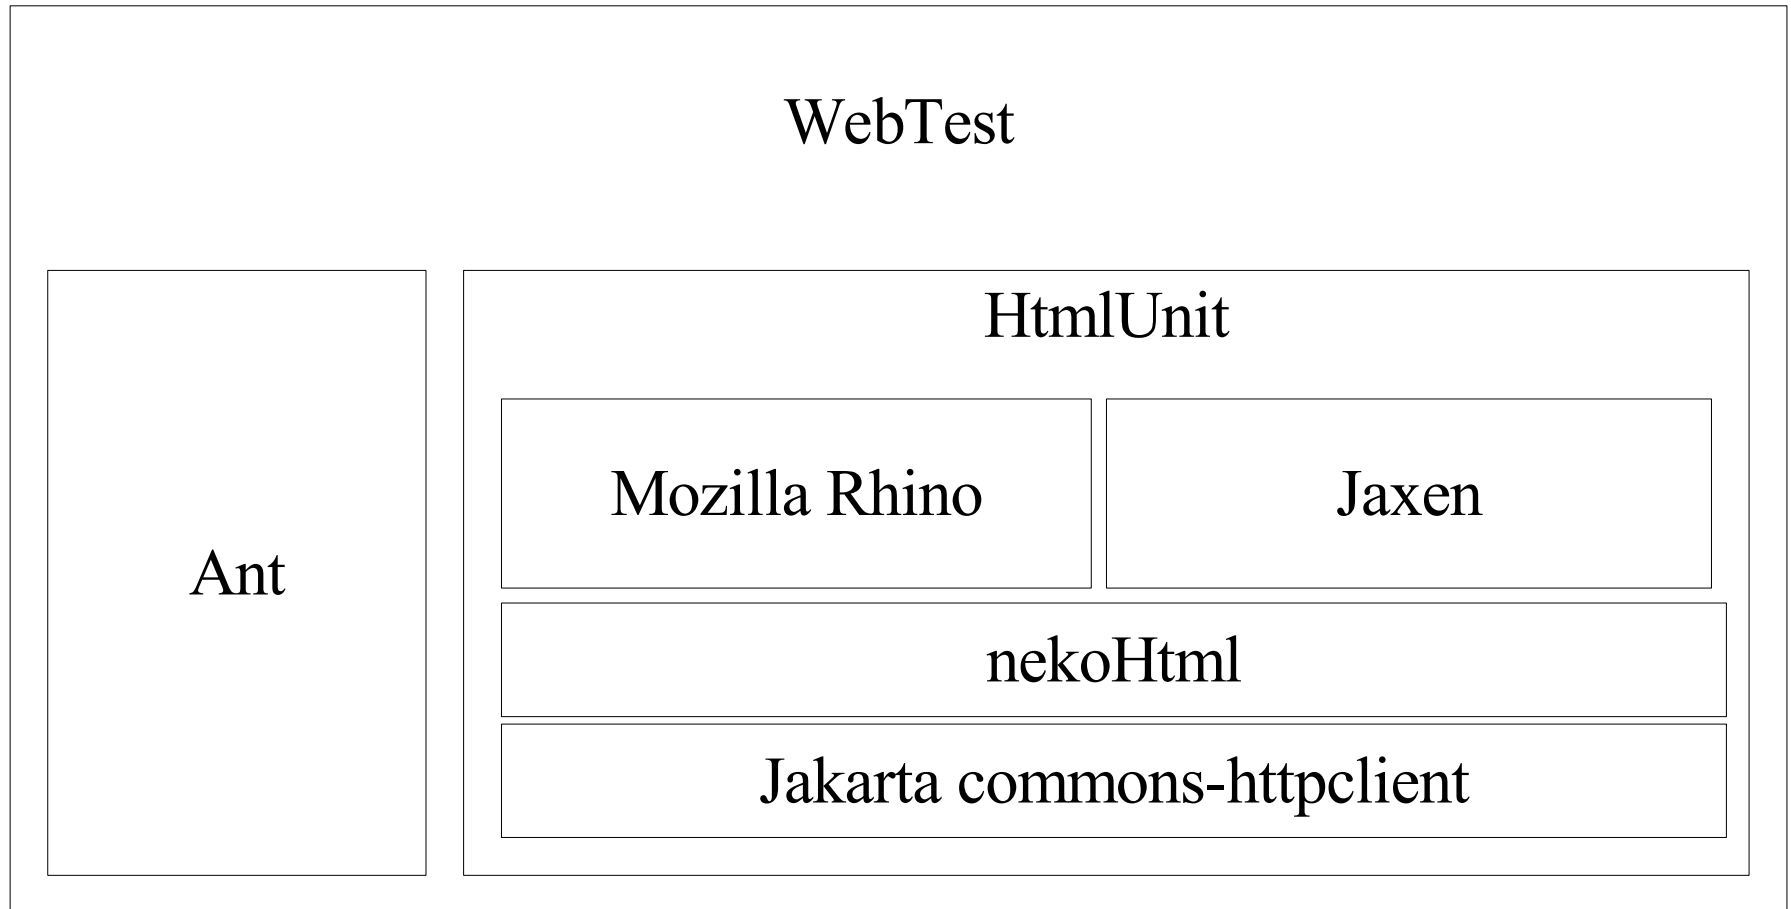 WebTest
HtmlUnit
Mozilla Rhino
Jaxen
Ant
nekoHtml
Jakarta commons-httpclient